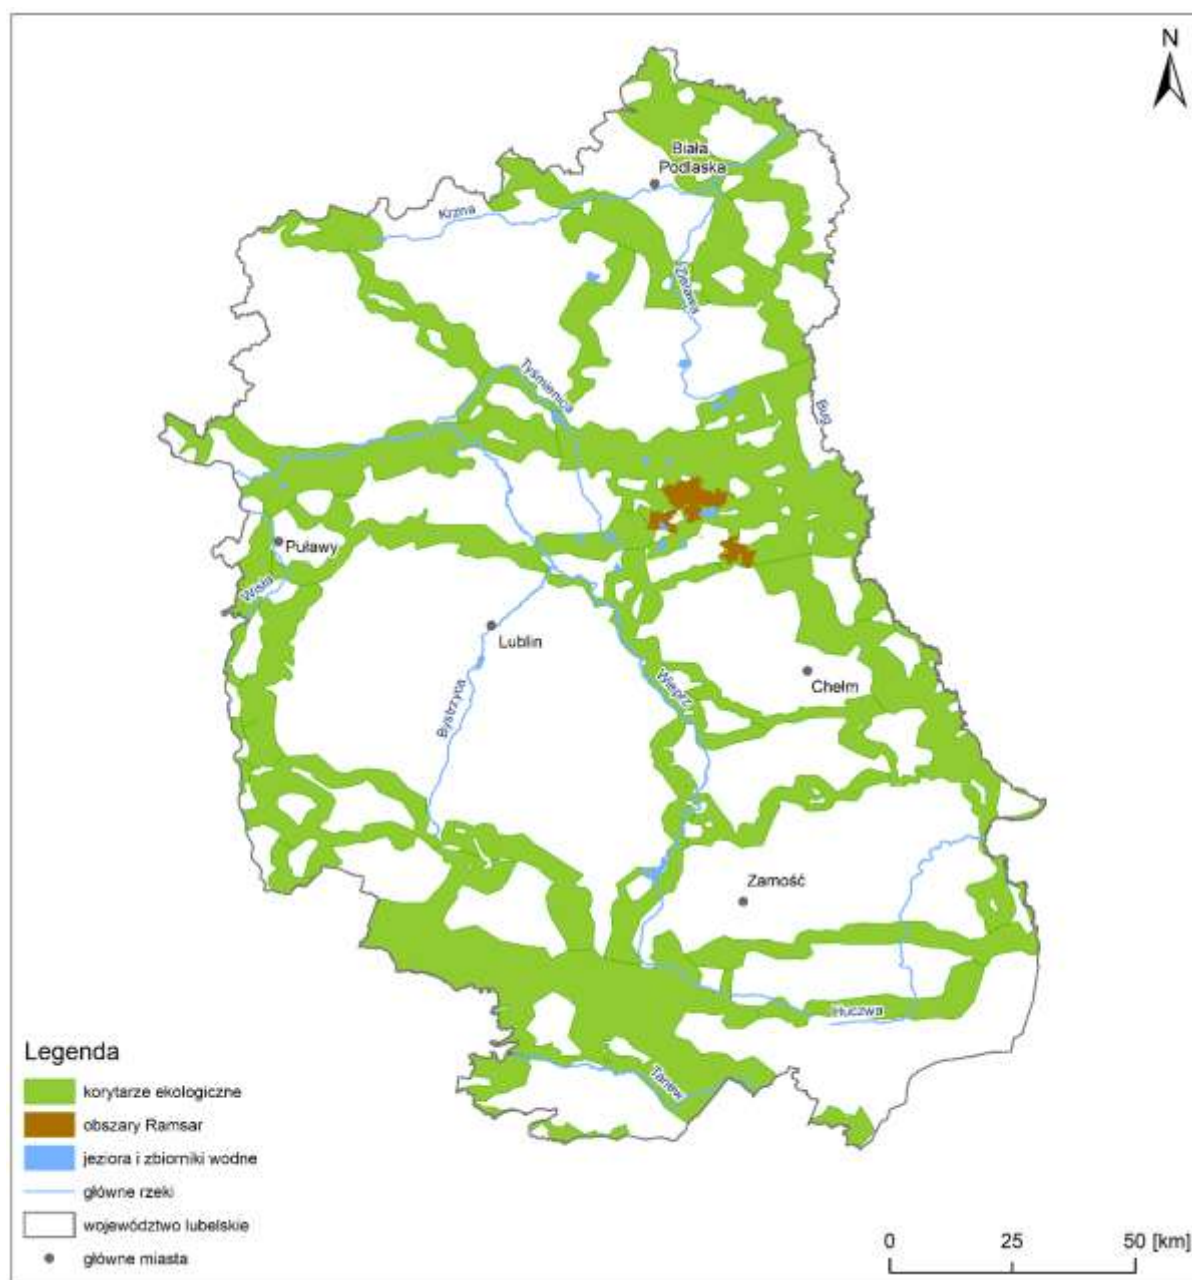 N
Biała
Podlaska
Krzna
Zielawa
Tyśmienica
Bug
Puławy
Wisła
Lublin
Wieprz
Chełm
Bystrzyca
Zamość
Huczwa
Tanew
Legenda
korytarze ekologiczne
obszary Ramsar
jeziora i zbiorniki wodne
główne rzeki
województwo lubelskie
główne miasta
0 25 50 [km]